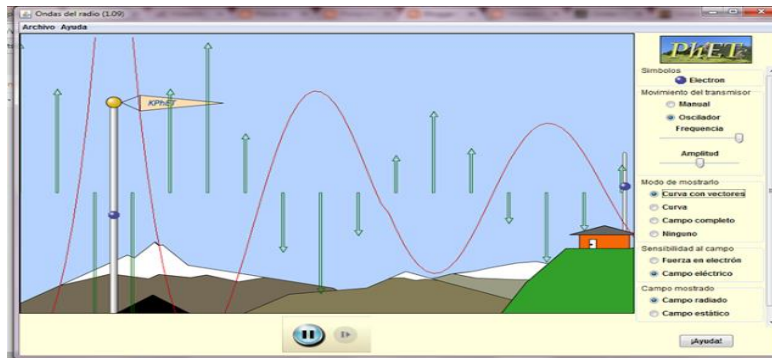 Ondas del radio (1.09)
Archivo Ayuda
KPhET
PhET
Símbolos
Electron
Movimiento del transmisor
Manual
Oscilador
Frequencia
Amplitud
Modo de mostrarlo
Curva con vectores
Curva
Campo completo
Ninguno
Sensibilidad al campo
Fuerza en electrón
Campo eléctrico
Campo mostrado
Campo radiado
Campo estático
¡Ayuda!